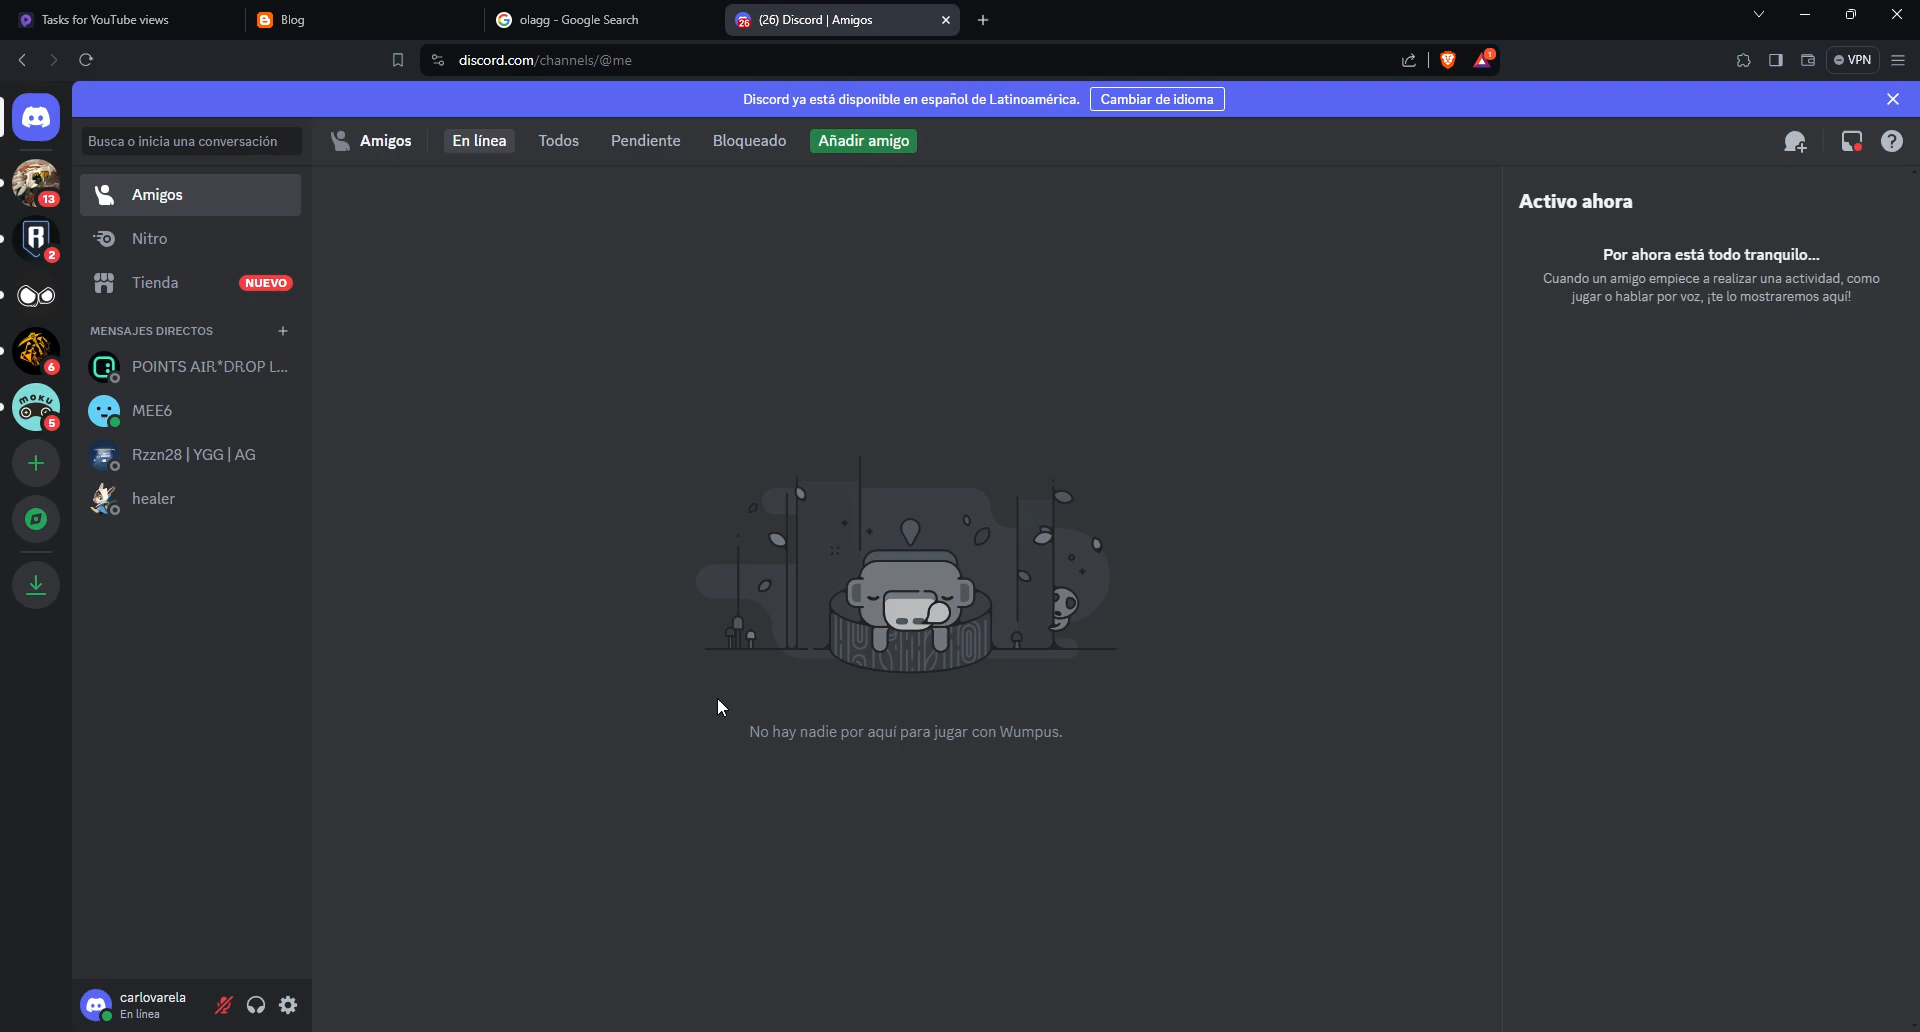 Tasks for YouTube views
Blog
olagg - Google Search
26
(26) Discord | Amigos
discord.com/channels/@me
1
VPN
Discord ya está disponible en español de Latinoamérica.
Cambiar de idioma
Busca o inicia una conversación
Amigos
En línea
Todos
Pendiente
Bloqueado
Añadir amigo
13
2
6
MOKU
5
Amigos
Nitro
Tienda
NUEVO
MENSAJES DIRECTOS
POINTS AIR*DROP L...
MEE6
Rzzn28 | YGG | AG
healer
Activo ahora
Por ahora está todo tranquilo...
Cuando un amigo empiece a realizar una actividad, como
jugar o hablar por voz, ¡te lo mostraremos aquí!
No hay nadie por aquí para jugar con Wumpus.
carlovarela
En línea